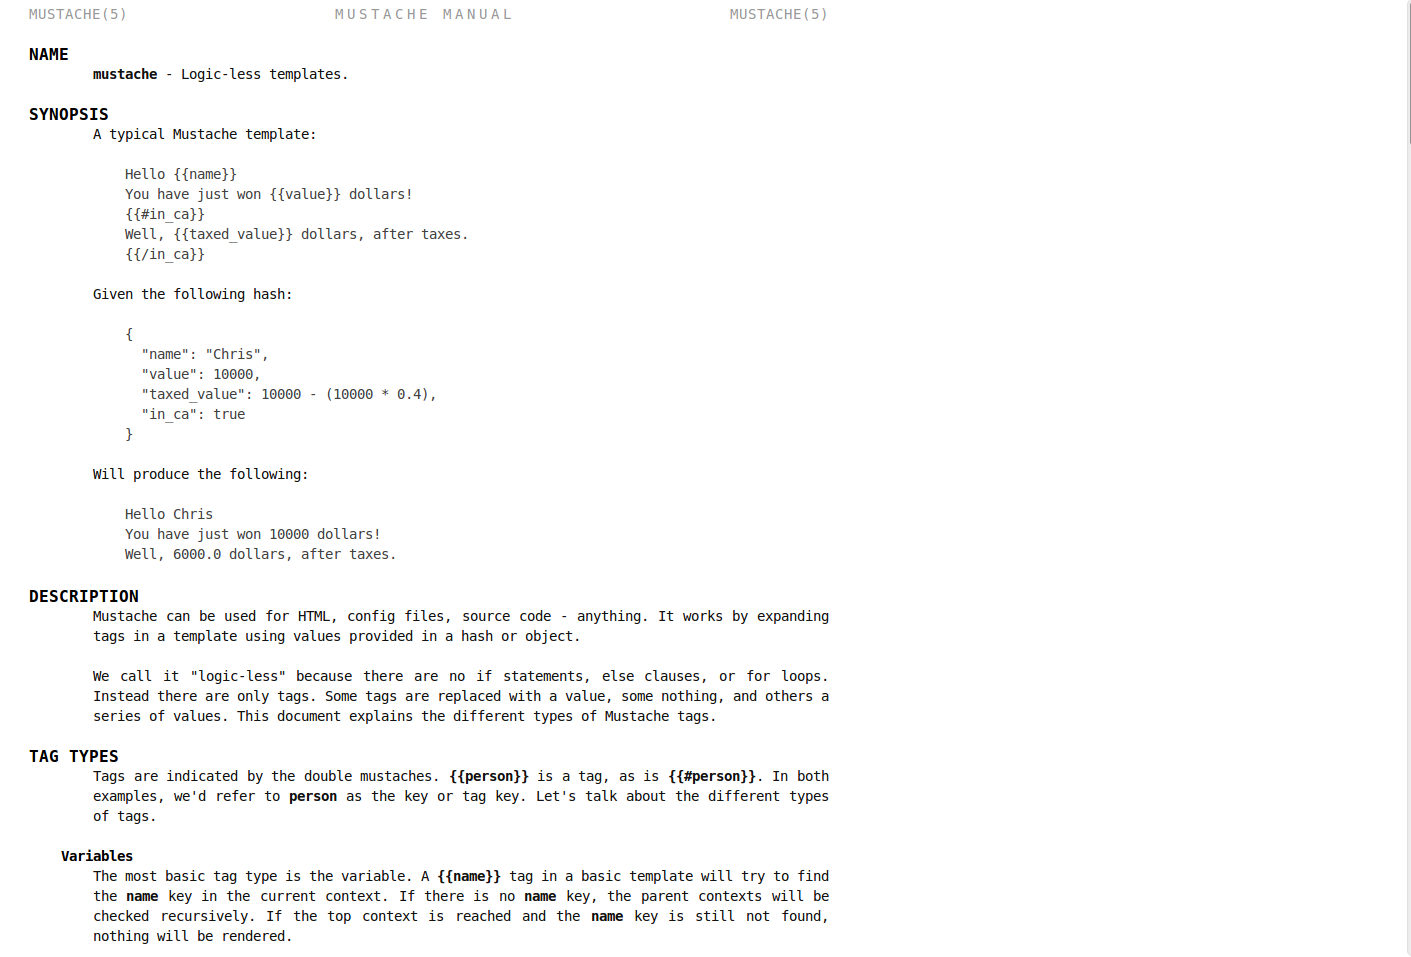 MUSTACHE(5) MUSTACHE MANUAL MUSTACHE(5)
NAME
mustache - Logic-less templates.
SYNOPSIS
A typical Mustache template:
Hello {{name}}
You have just won {{value}} dollars!
{{#in_ca}}
Well, {{taxed_value}} dollars, after taxes.
{{/in_ca}}
Given the following hash:
{
"name": "Chris",
"value": 10000,
"taxed_value": 10000 - (10000 * 0.4),
"in_ca": true
}
Will produce the following:
Hello Chris
You have just won 10000 dollars!
Well, 6000.0 dollars, after taxes.
DESCRIPTION
Mustache can be used for HTML, config files, source code - anything. It works by expanding
tags in a template using values provided in a hash or object.
We call it "logic-less" because there are no if statements, else clauses, or for loops.
Instead there are only tags. Some tags are replaced with a value, some nothing, and others a
series of values. This document explains the different types of Mustache tags.
TAG TYPES
Tags are indicated by the double mustaches. {{person}} is a tag, as is {{#person}}. In both
examples, we'd refer to person as the key or tag key. Let's talk about the different types
of tags.
Variables
The most basic tag type is the variable. A {{name}} tag in a basic template will try to find
the name key in the current context. If there is no name key, the parent contexts will be
checked recursively. If the top context is reached and the name key is still not found,
nothing will be rendered.